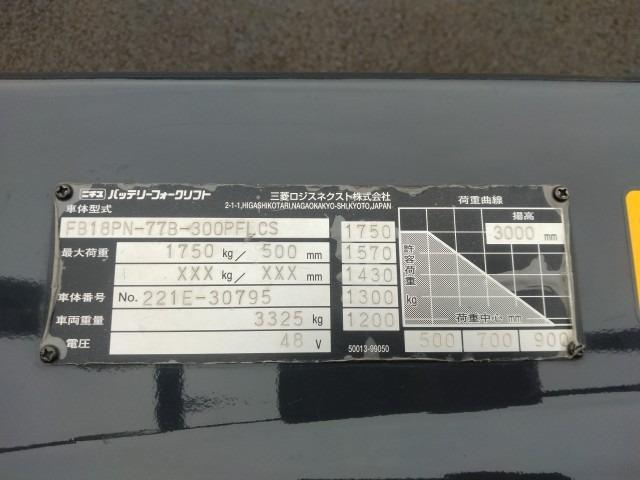 ニチユ バッテリーフォークリフト
三菱ロジスネクスト株式会社
2-1-1,HIGASHIKOTARI,NAGAOKAKYO-SHI,KYOTO,JAPAN
車体型式
FB18PN-77B-300PFLCS
最大荷重 1750 kg/ 500 mm
XXX kg/ XXX mm
車体番号 No. 221E-30795
車両重量 3325 kg
電圧 48 V
1750
1570
1430
1300
1200
50013-99050
荷重曲線
揚高
3000 mm
許容荷重 kg
荷重中心 mm
500 700 900